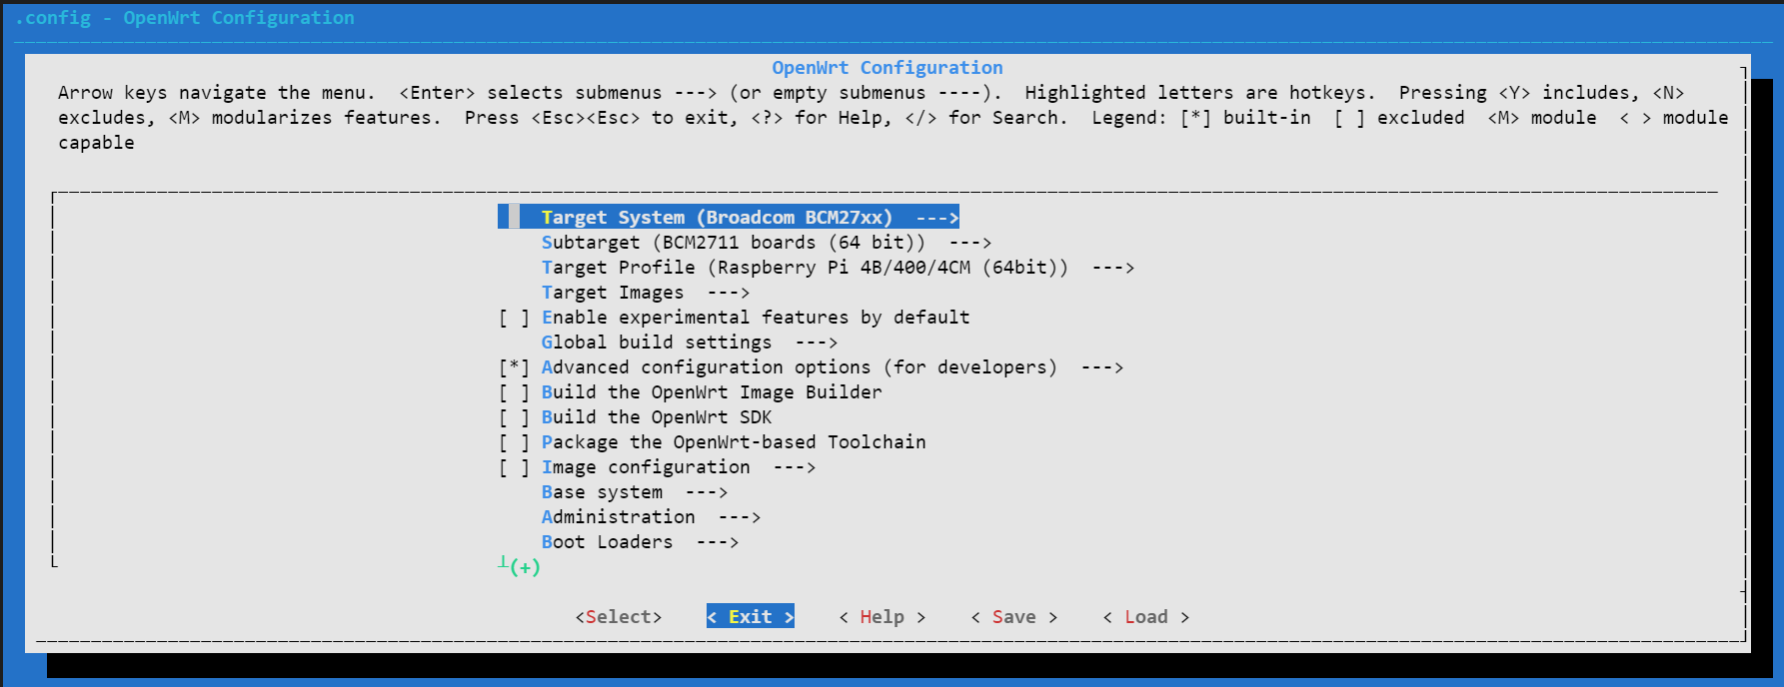 .config - OpenWrt Configuration
OpenWrt Configuration
Arrow keys navigate the menu.  <Enter> selects submenus ---> (or empty submenus ----).  Highlighted letters are hotkeys.  Pressing <Y> includes, <N>
excludes, <M> modularizes features.  Press <Esc><Esc> to exit, <?> for Help, </> for Search.  Legend: [*] built-in  [ ] excluded  <M> module  < > module
capable
Target System (Broadcom BCM27xx)  --->
Subtarget (BCM2711 boards (64 bit))  --->
Target Profile (Raspberry Pi 4B/400/4CM (64bit))  --->
Target Images  --->
[ ] Enable experimental features by default
Global build settings  --->
[*] Advanced configuration options (for developers)  --->
[ ] Build the OpenWrt Image Builder
[ ] Build the OpenWrt SDK
[ ] Package the OpenWrt-based Toolchain
[ ] Image configuration  --->
Base system  --->
Administration  --->
Boot Loaders  --->
┴(+)
<Select>    < Exit >    < Help >    < Save >    < Load >